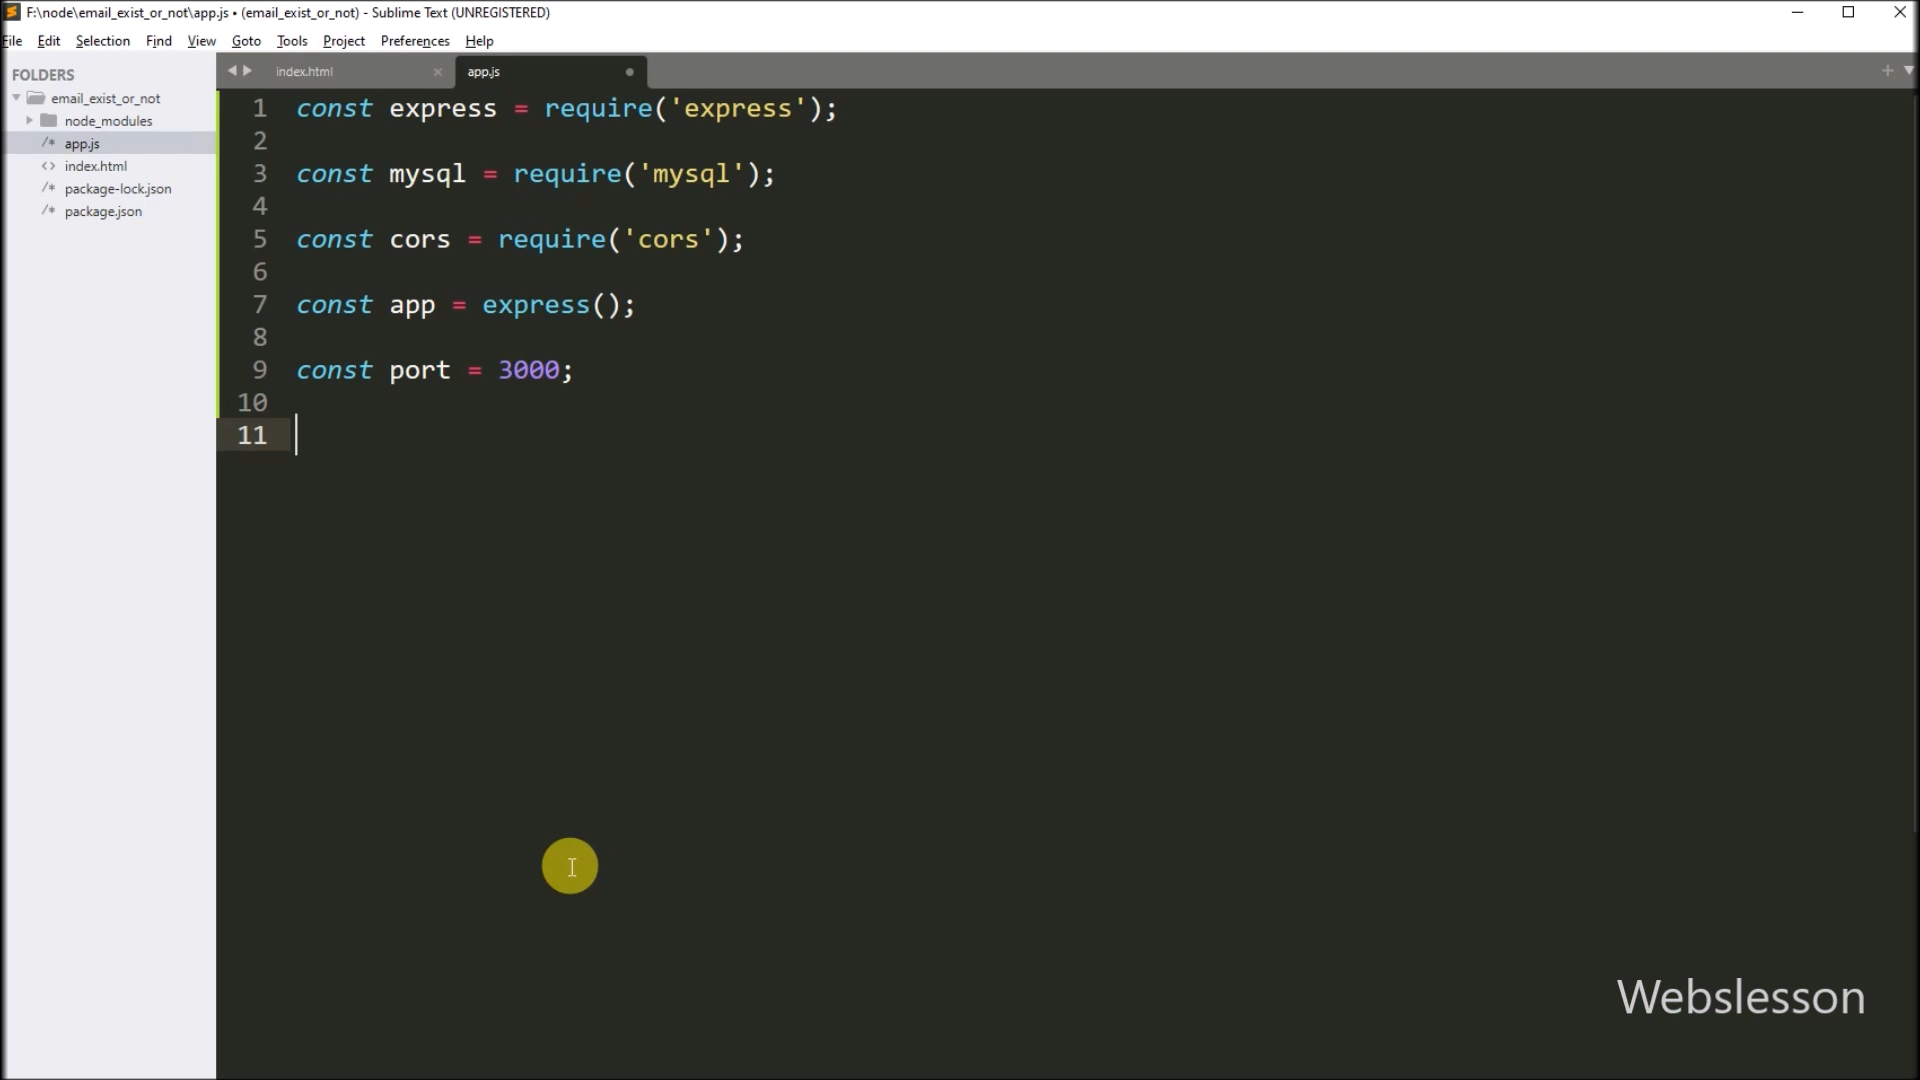 F:\node\email_exist_or_not\app.js • (email_exist_or_not) - Sublime Text (UNREGISTERED)
File Edit Selection Find View Goto Tools Project Preferences Help
FOLDERS
email_exist_or_not
node_modules
/* app.js
<> index.html
/* package-lock.json
/* package.json
index.html
app.js
1 const express = require('express');
2
3 const mysql = require('mysql');
4
5 const cors = require('cors');
6
7 const app = express();
8
9 const port = 3000;
10
11
Webslesson